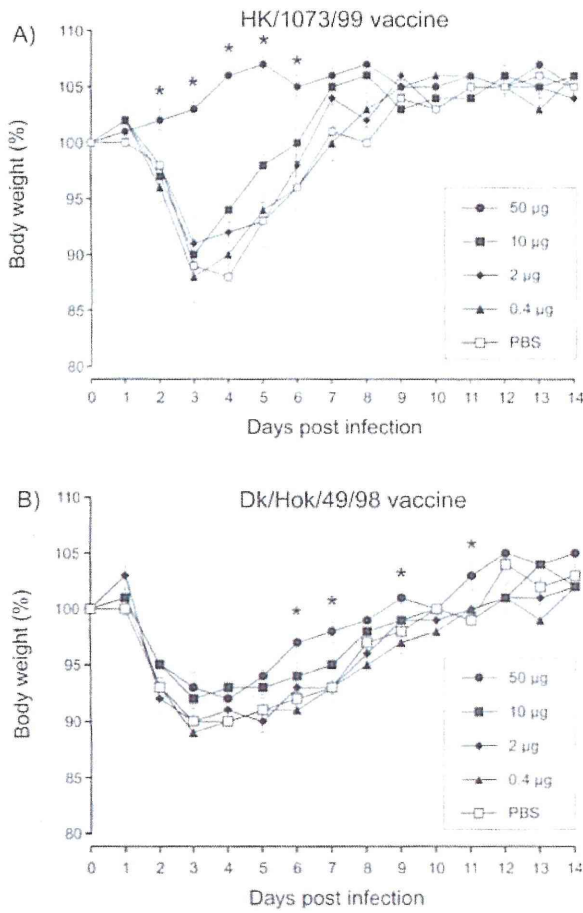 A)
HK/1073/99 vaccine
110
105
100
95
90
85
80
Body weight (%)
* * * * *
50 µg
10 µg
2 µg
0.4 µg
PBS
0 1 2 3 4 5 6 7 8 9 10 11 12 13 14
Days post infection
B)
Dk/Hok/49/98 vaccine
110
105
100
95
90
85
80
Body weight (%)
* * * *
50 µg
10 µg
2 µg
0.4 µg
PBS
0 1 2 3 4 5 6 7 8 9 10 11 12 13 14
Days post infection